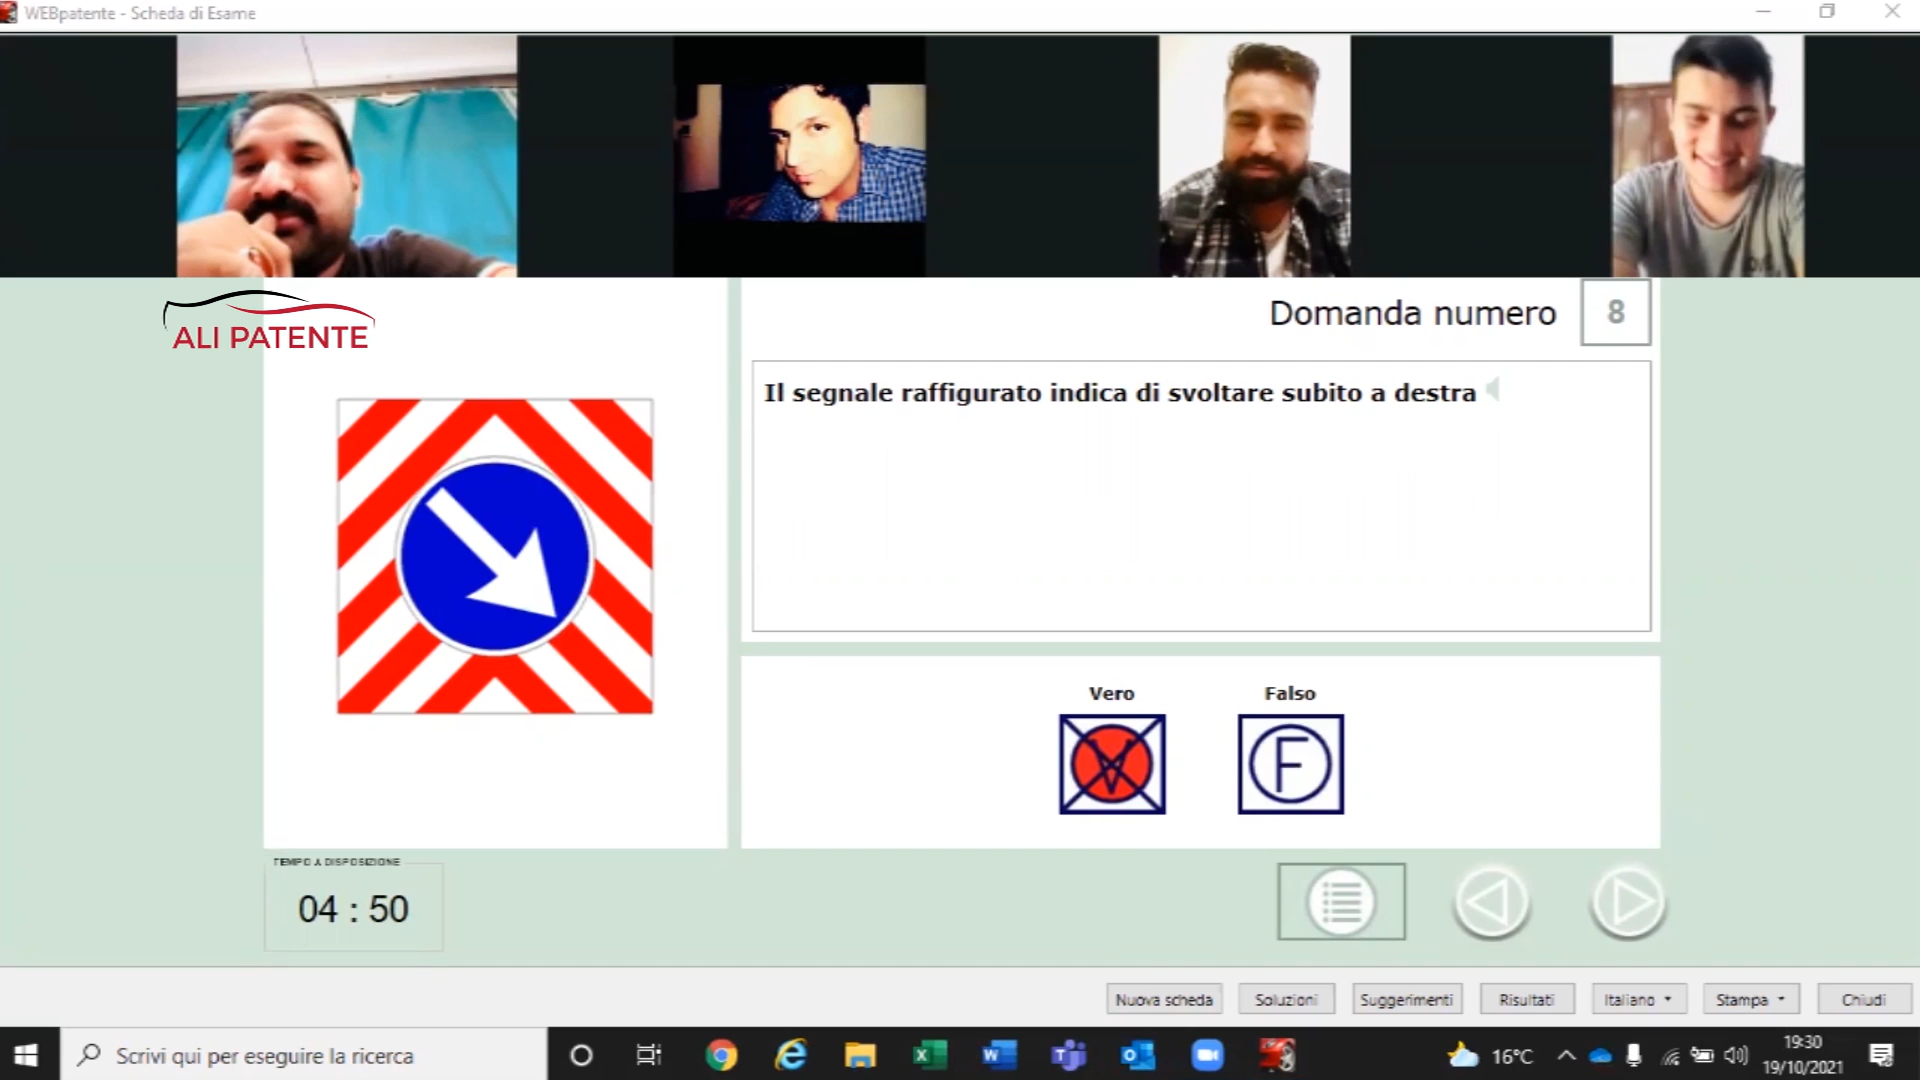 WEBpatente - Scheda di Esame
ALI PATENTE
Domanda numero 8
Il segnale raffigurato indica di svoltare subito a destra
Vero Falso
V F
TEMPO A DISPOSIZIONE
04 : 50
Nuova scheda Soluzioni Suggerimenti Risultati Italiano Stampa Chiudi
Scrivi qui per eseguire la ricerca
16°C
19:30
19/10/2021